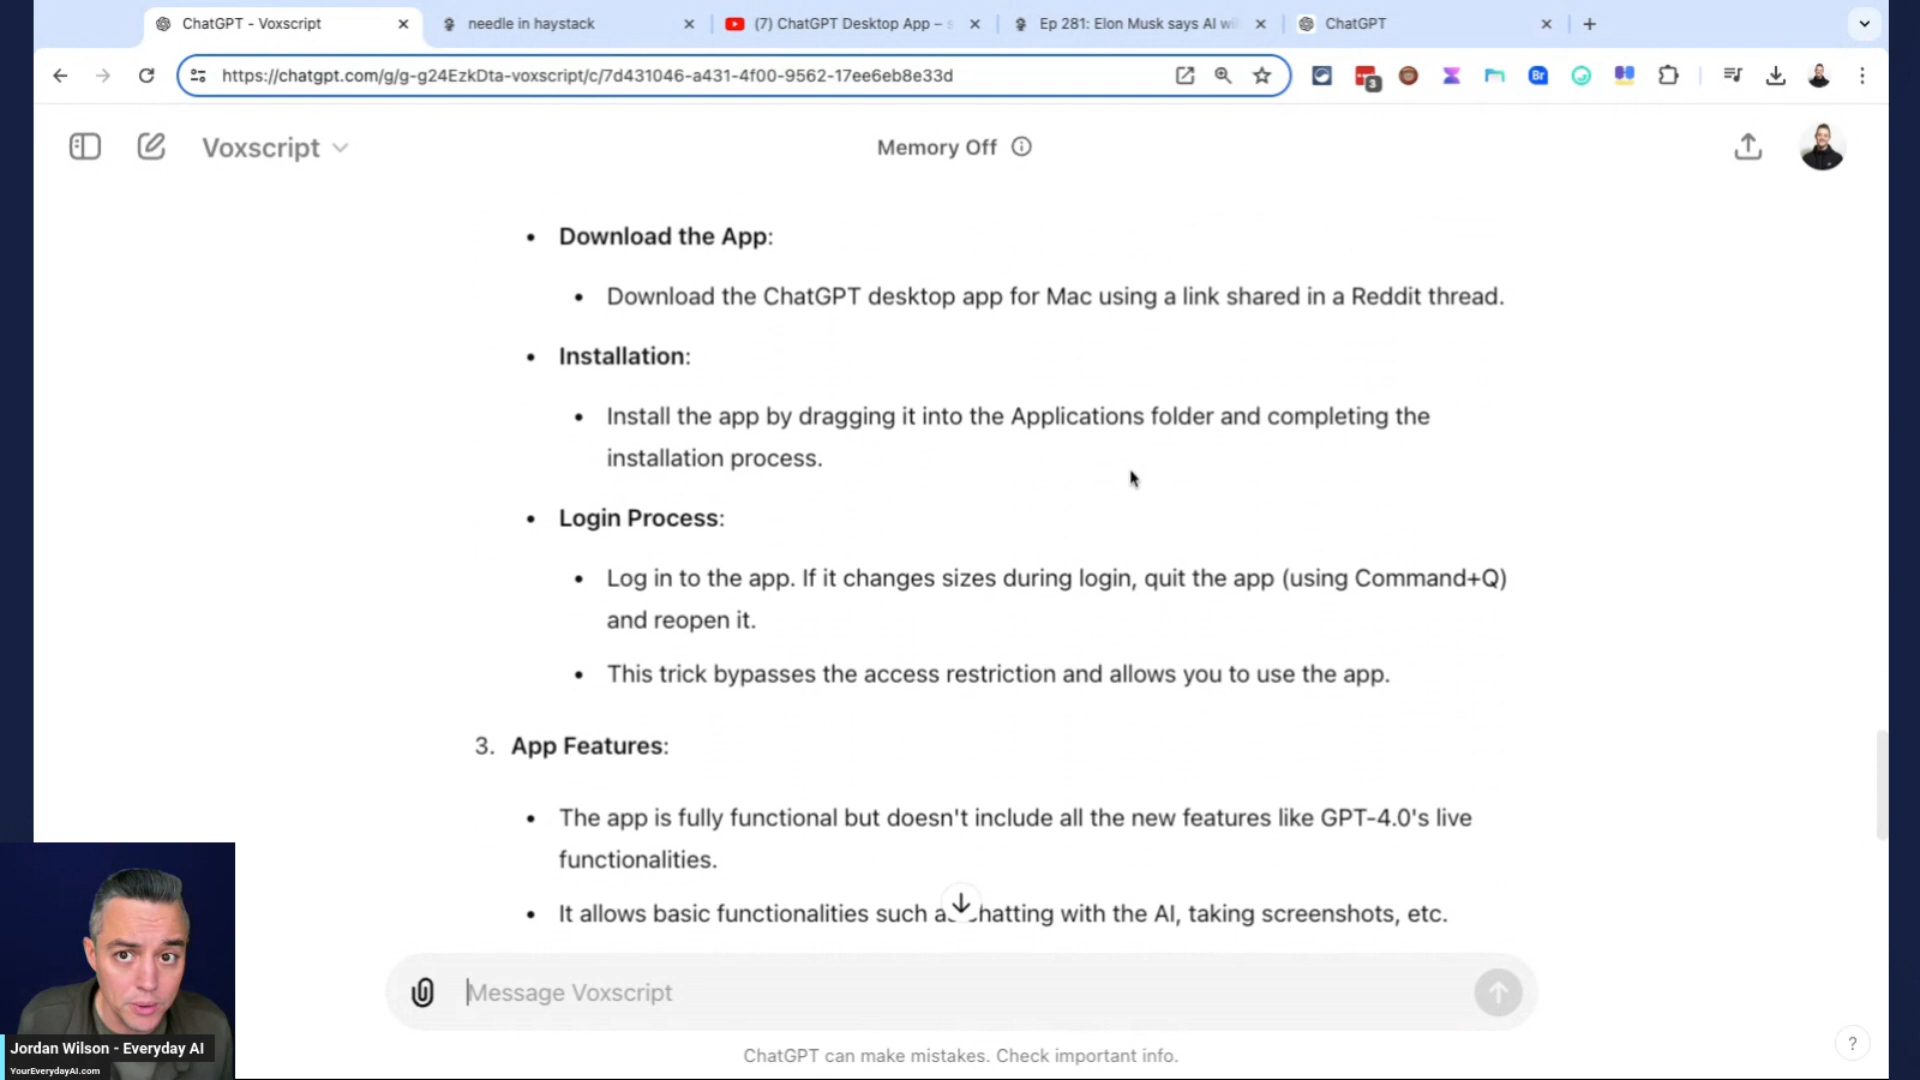 ChatGPT - Voxscript
needle in haystack
(7) ChatGPT Desktop App –
Ep 281: Elon Musk says AI wi
ChatGPT
https://chatgpt.com/g/g-g24EzkDta-voxscript/c/7d431046-a431-4f00-9562-17ee6eb8e33d
3
Br
Voxscript
Memory Off
• Download the App:
• Download the ChatGPT desktop app for Mac using a link shared in a Reddit thread.
• Installation:
• Install the app by dragging it into the Applications folder and completing the
installation process.
• Login Process:
• Log in to the app. If it changes sizes during login, quit the app (using Command+Q)
and reopen it.
• This trick bypasses the access restriction and allows you to use the app.
3. App Features:
• The app is fully functional but doesn't include all the new features like GPT-4.0's live
functionalities.
• It allows basic functionalities such as chatting with the AI, taking screenshots, etc.
Message Voxscript
ChatGPT can make mistakes. Check important info.
?
Jordan Wilson - Everyday AI
YourEverydayAI.com